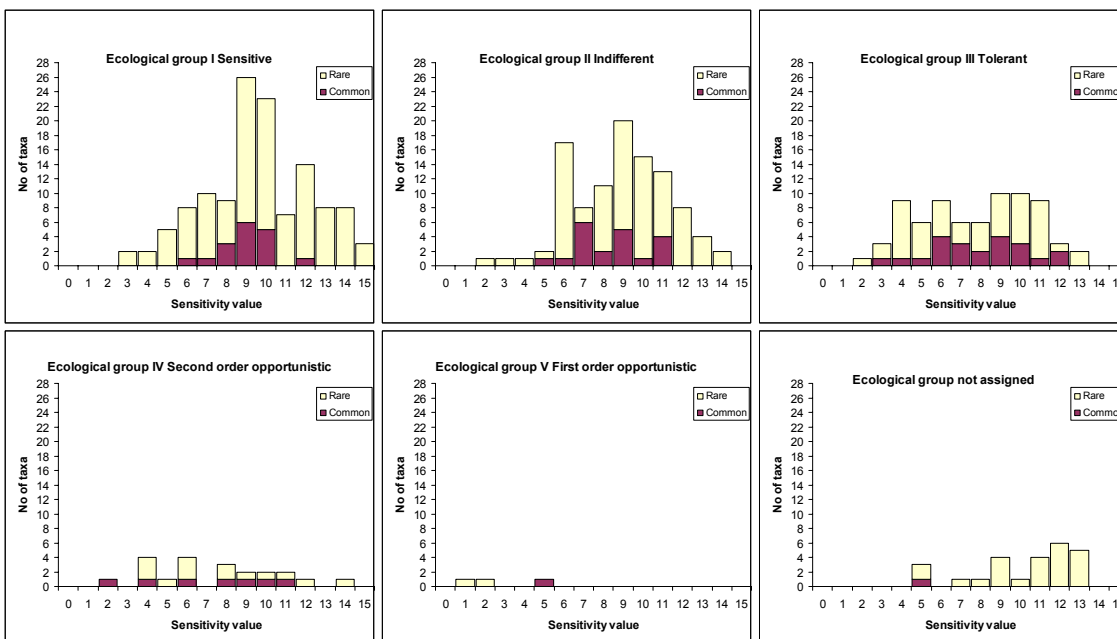 Ecological group I Sensitive
28
26
24
22
20
18
16
14
12
10
8
6
4
2
0
No of taxa
Rare
Common
0 1 2 3 4 5 6 7 8 9 10 11 12 13 14 15
Sensitivity value
Ecological group II Indifferent
28
26
24
22
20
18
16
14
12
10
8
6
4
2
0
No of taxa
Rare
Common
0 1 2 3 4 5 6 7 8 9 10 11 12 13 14 15
Sensitivity value
Ecological group III Tolerant
28
26
24
22
20
18
16
14
12
10
8
6
4
2
0
No of taxa
Rare
Common
0 1 2 3 4 5 6 7 8 9 10 11 12 13 14
Sensitivity value
Ecological group IV Second order opportunistic
28
26
24
22
20
18
16
14
12
10
8
6
4
2
0
No of taxa
Rare
Common
0 1 2 3 4 5 6 7 8 9 10 11 12 13 14 15
Sensitivity value
Ecological group V First order opportunistic
28
26
24
22
20
18
16
14
12
10
8
6
4
2
0
No of taxa
Rare
Common
0 1 2 3 4 5 6 7 8 9 10 11 12 13 14 15
Sensitivity value
Ecological group not assigned
28
26
24
22
20
18
16
14
12
10
8
6
4
2
0
No of taxa
Rare
Common
0 1 2 3 4 5 6 7 8 9 10 11 12 13 14
Sensitivity value